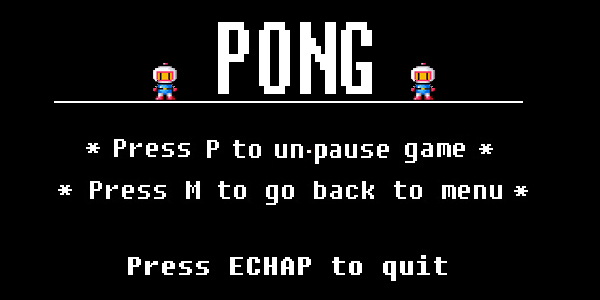 PONG
* Press P to un-pause game *
* Press M to go back to menu *
Press ECHAP to quit